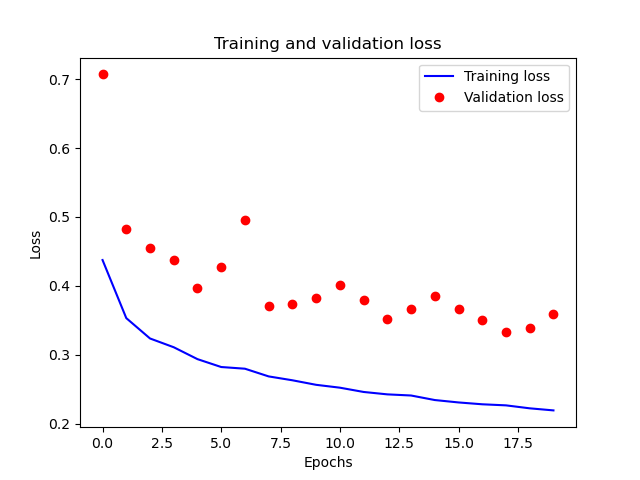 Training and validation loss
Training loss
Validation loss
0.7
0.6
0.5
0.4
0.3
0.2
Loss
0.0 2.5 5.0 7.5 10.0 12.5 15.0 17.5
Epochs